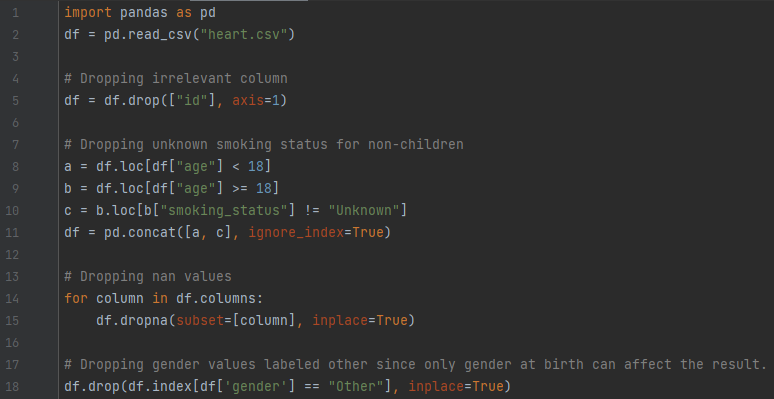 1 import pandas as pd
2 df = pd.read_csv("heart.csv")
3
4 # Dropping irrelevant column
5 df = df.drop(["id"], axis=1)
6
7 # Dropping unknown smoking status for non-children
8 a = df.loc[df["age"] < 18]
9 b = df.loc[df["age"] >= 18]
10 c = b.loc[b["smoking_status"] != "Unknown"]
11 df = pd.concat([a, c], ignore_index=True)
12
13 # Dropping nan values
14 for column in df.columns:
15     df.dropna(subset=[column], inplace=True)
16
17 # Dropping gender values labeled other since only gender at birth can affect the result.
18 df.drop(df.index[df['gender'] == "Other"], inplace=True)